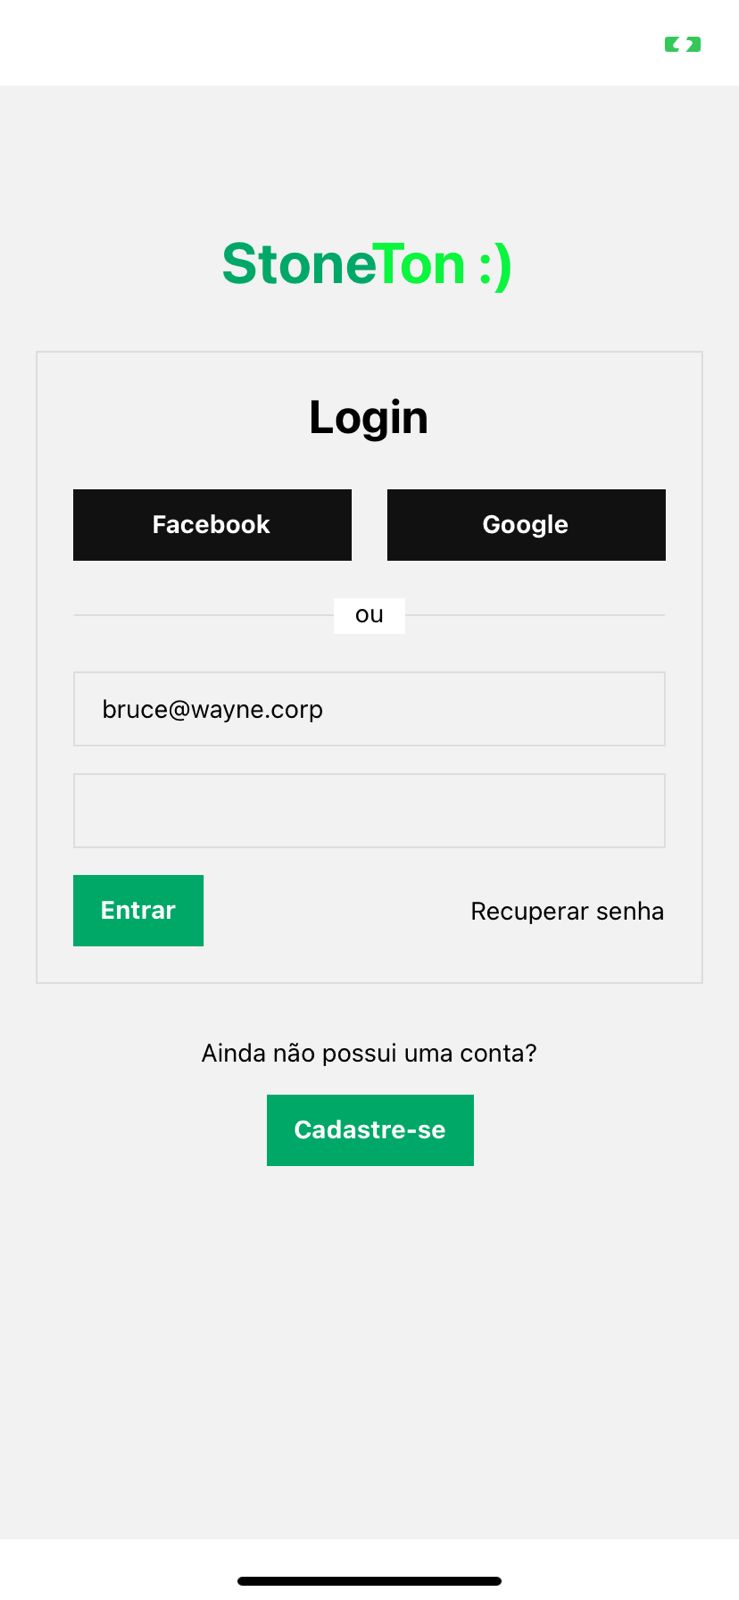 StoneTon :)
Login
Facebook
Google
ou
bruce@wayne.corp
Entrar
Recuperar senha
Ainda não possui uma conta?
Cadastre-se